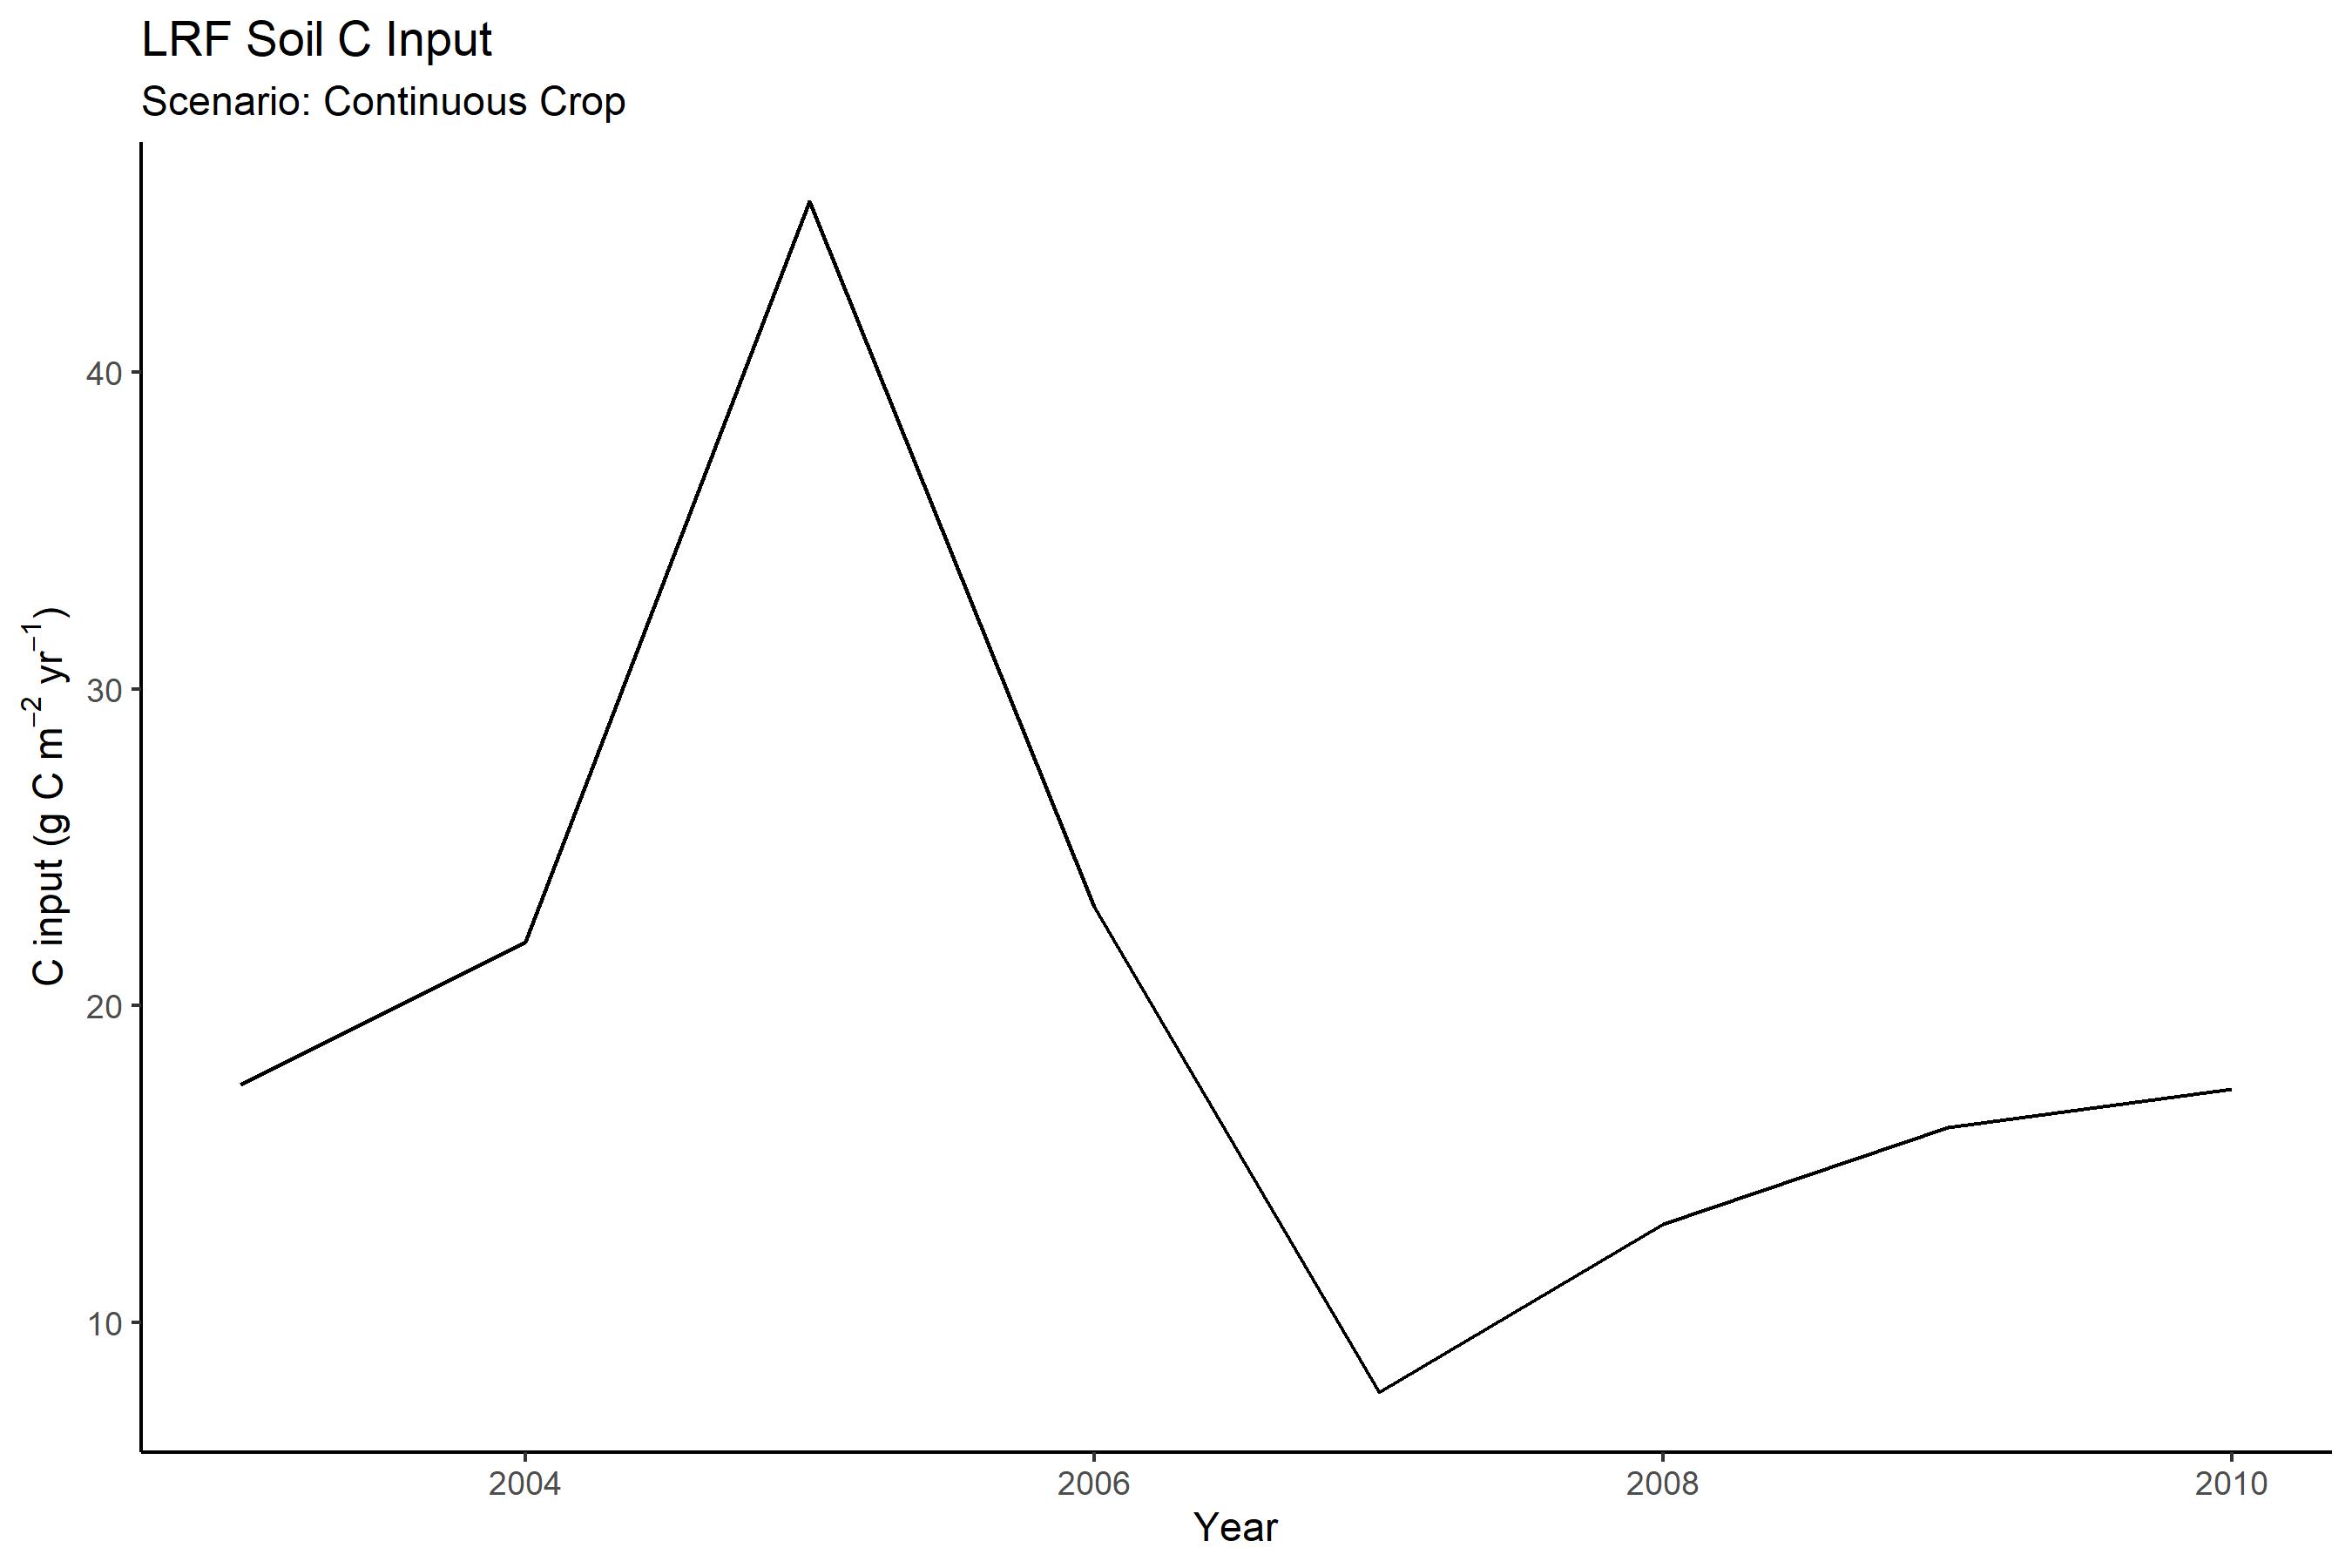 LRF Soil C Input
Scenario: Continuous Crop
C input (g C m⁻² yr⁻¹)
40
30
20
10
2004 2006 2008 2010
Year